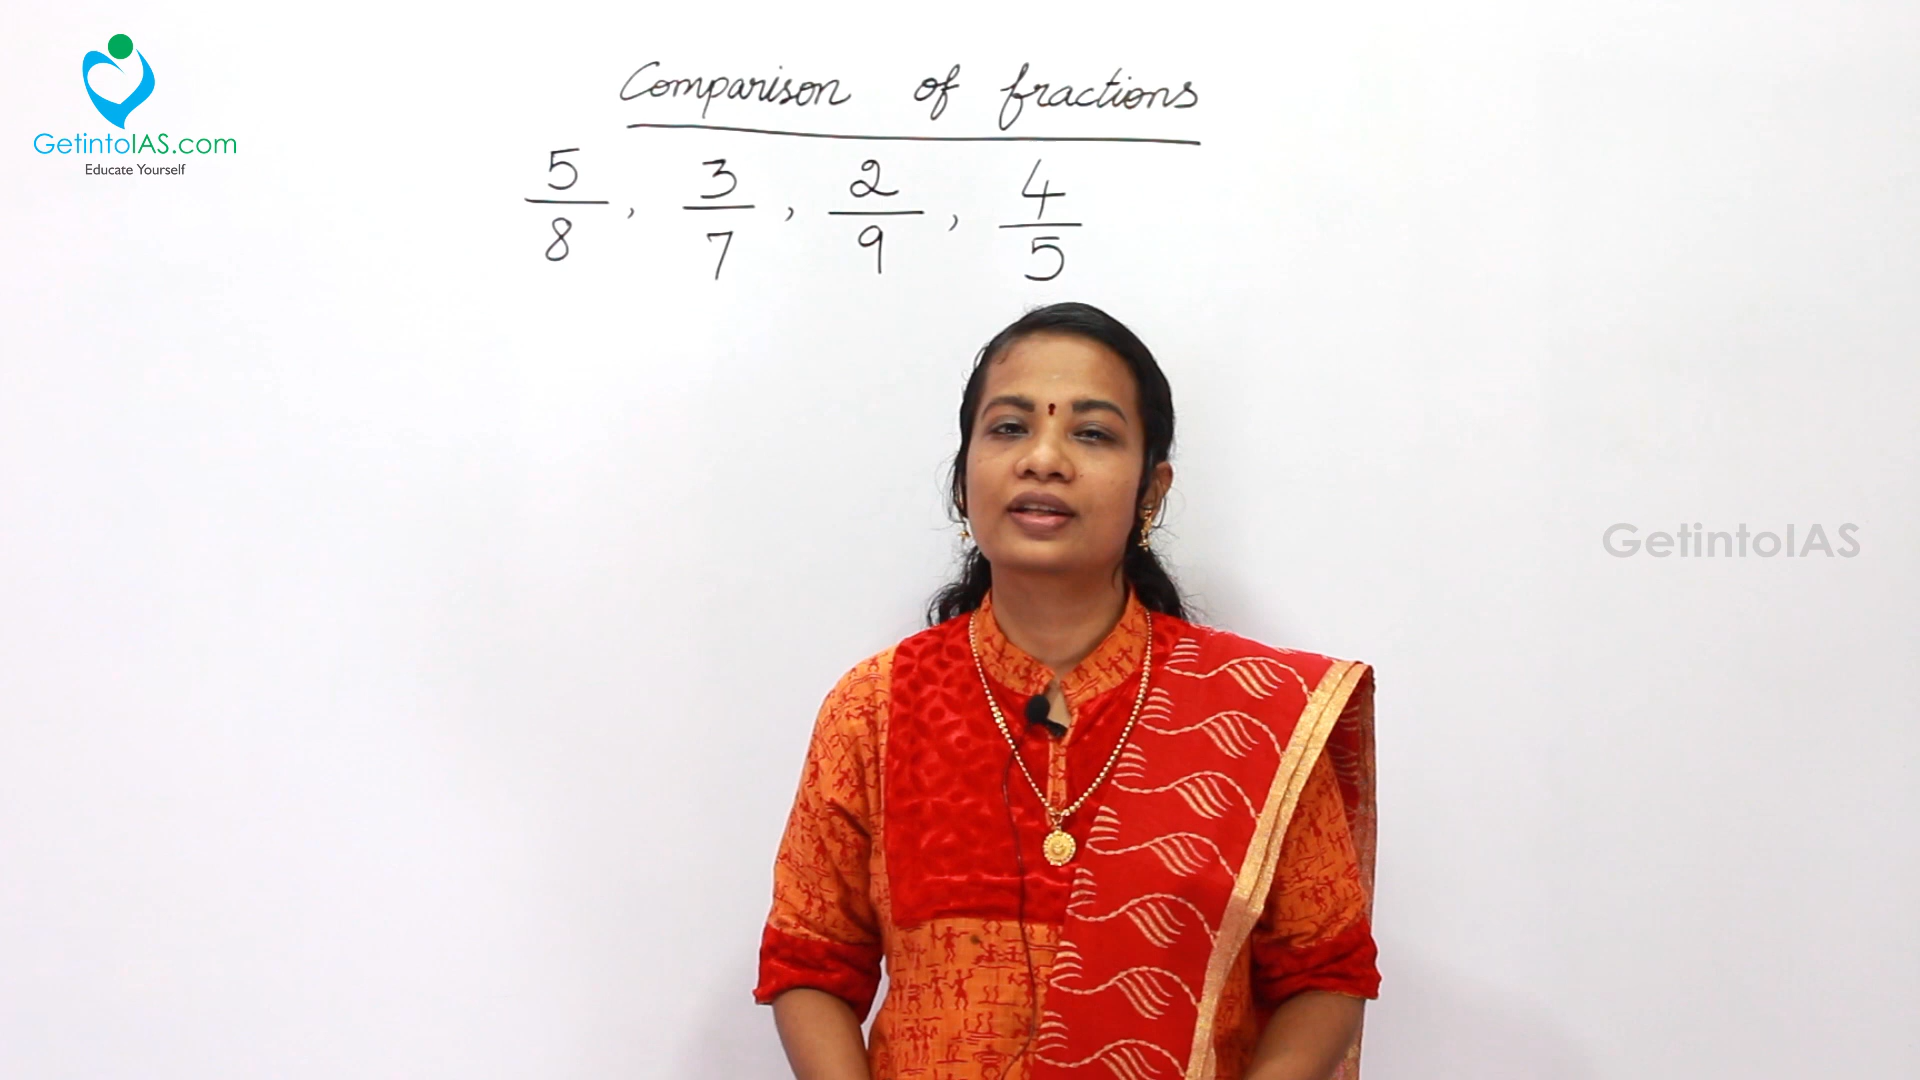 GetintoIAS.com
Educate Yourself
Comparison of fractions
5/8, 3/7, 2/9, 4/5
GetintoIAS